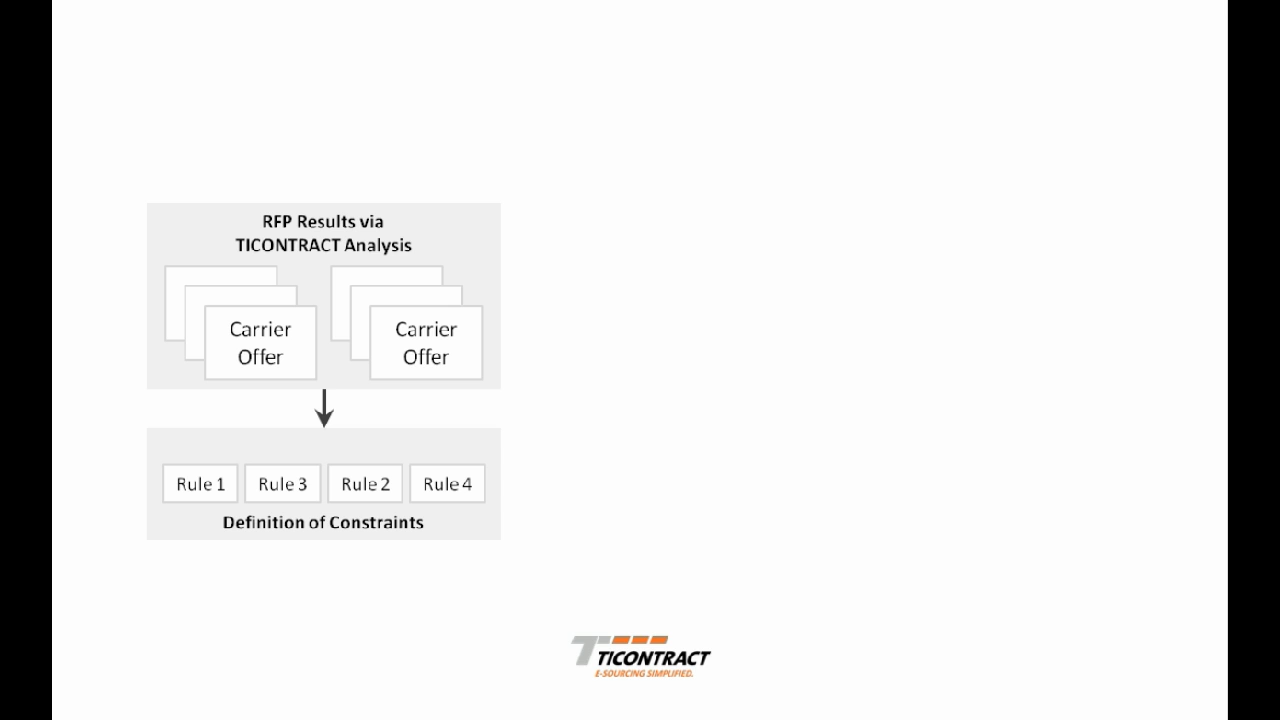 RFP Results via
TICONTRACT Analysis
Carrier
Offer
Carrier
Offer
Rule 1
Rule 3
Rule 2
Rule 4
Definition of Constraints
TICONTRACT
E-SOURCING SIMPLIFIED.